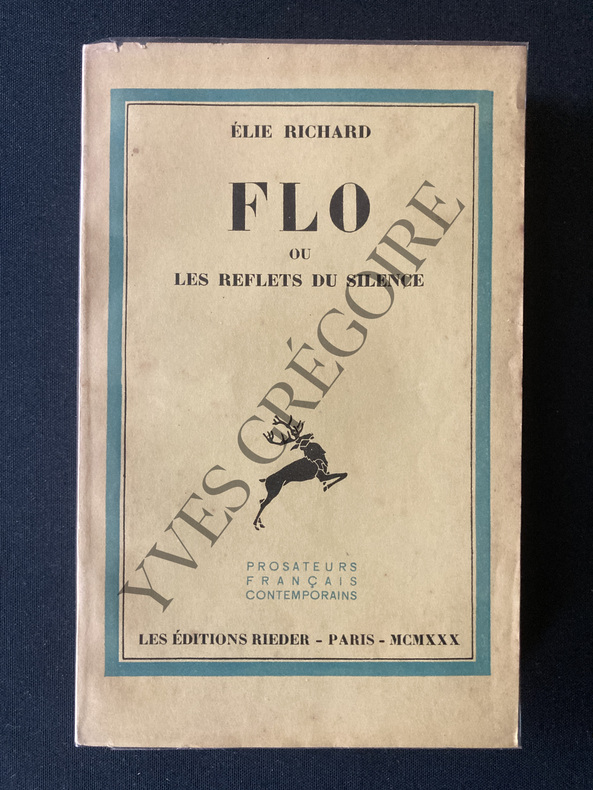 ÉLIE RICHARD
FLO
OU
LES REFLETS DU SILENCE
YVES GRÉGOIRE
PROSATEURS
FRANÇAIS
CONTEMPORAINS
LES ÉDITIONS RIEDER - PARIS - MCMXXX